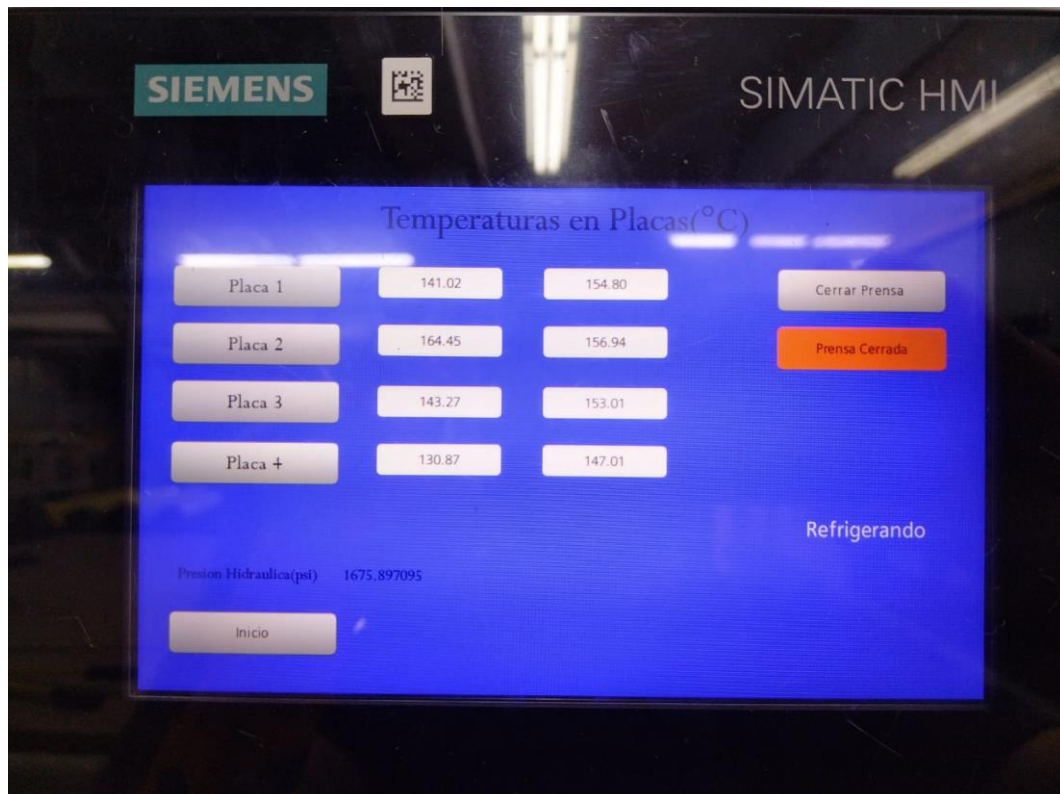 SIEMENS SIMATIC HMI
Temperaturas en Placas(°C)
Placa 1 141.02 154.80 Cerrar Prensa
Placa 2 164.45 156.94 Prensa Cerrada
Placa 3 143.27 153.01
Placa 4 130.87 147.01
Refrigerando
Presion Hidraulica(psi) 1675.897095
Inicio